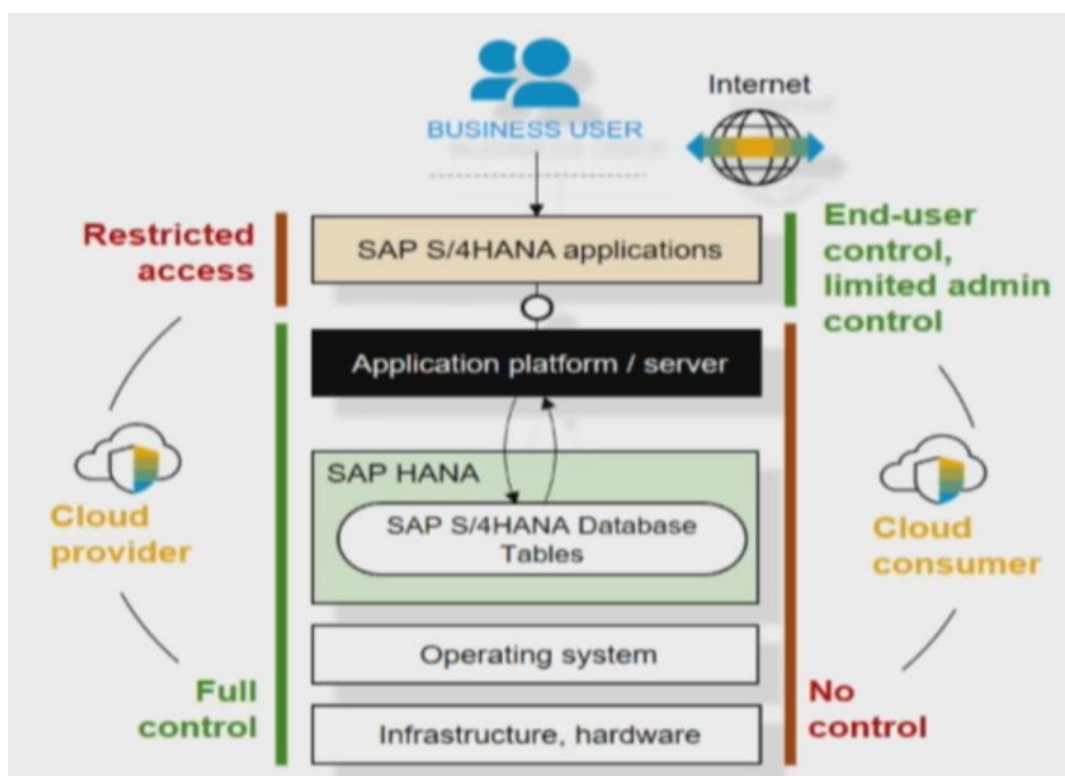 BUSINESS USER
Internet
Restricted
access
SAP S/4HANA applications
End-user
control,
limited admin
control
Application platform / server
SAP HANA
SAP S/4HANA Database
Tables
Cloud
provider
Cloud
consumer
Operating system
Full
control
Infrastructure, hardware
No
control